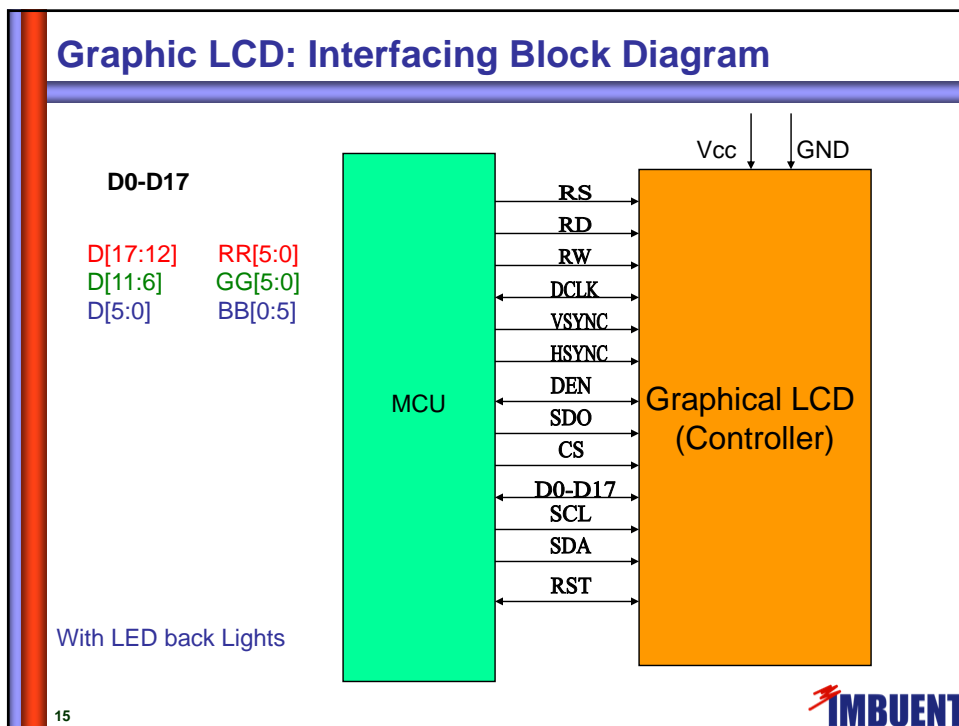 Graphic LCD: Interfacing Block Diagram
Vcc GND
D0-D17
D[17:12] RR[5:0]
D[11:6] GG[5:0]
D[5:0] BB[0:5]
MCU
RS
RD
RW
DCLK
VSYNC
HSYNC
DEN
SDO
CS
D0-D17
SCL
SDA
RST
Graphical LCD
(Controller)
With LED back Lights
15
IMBUENT